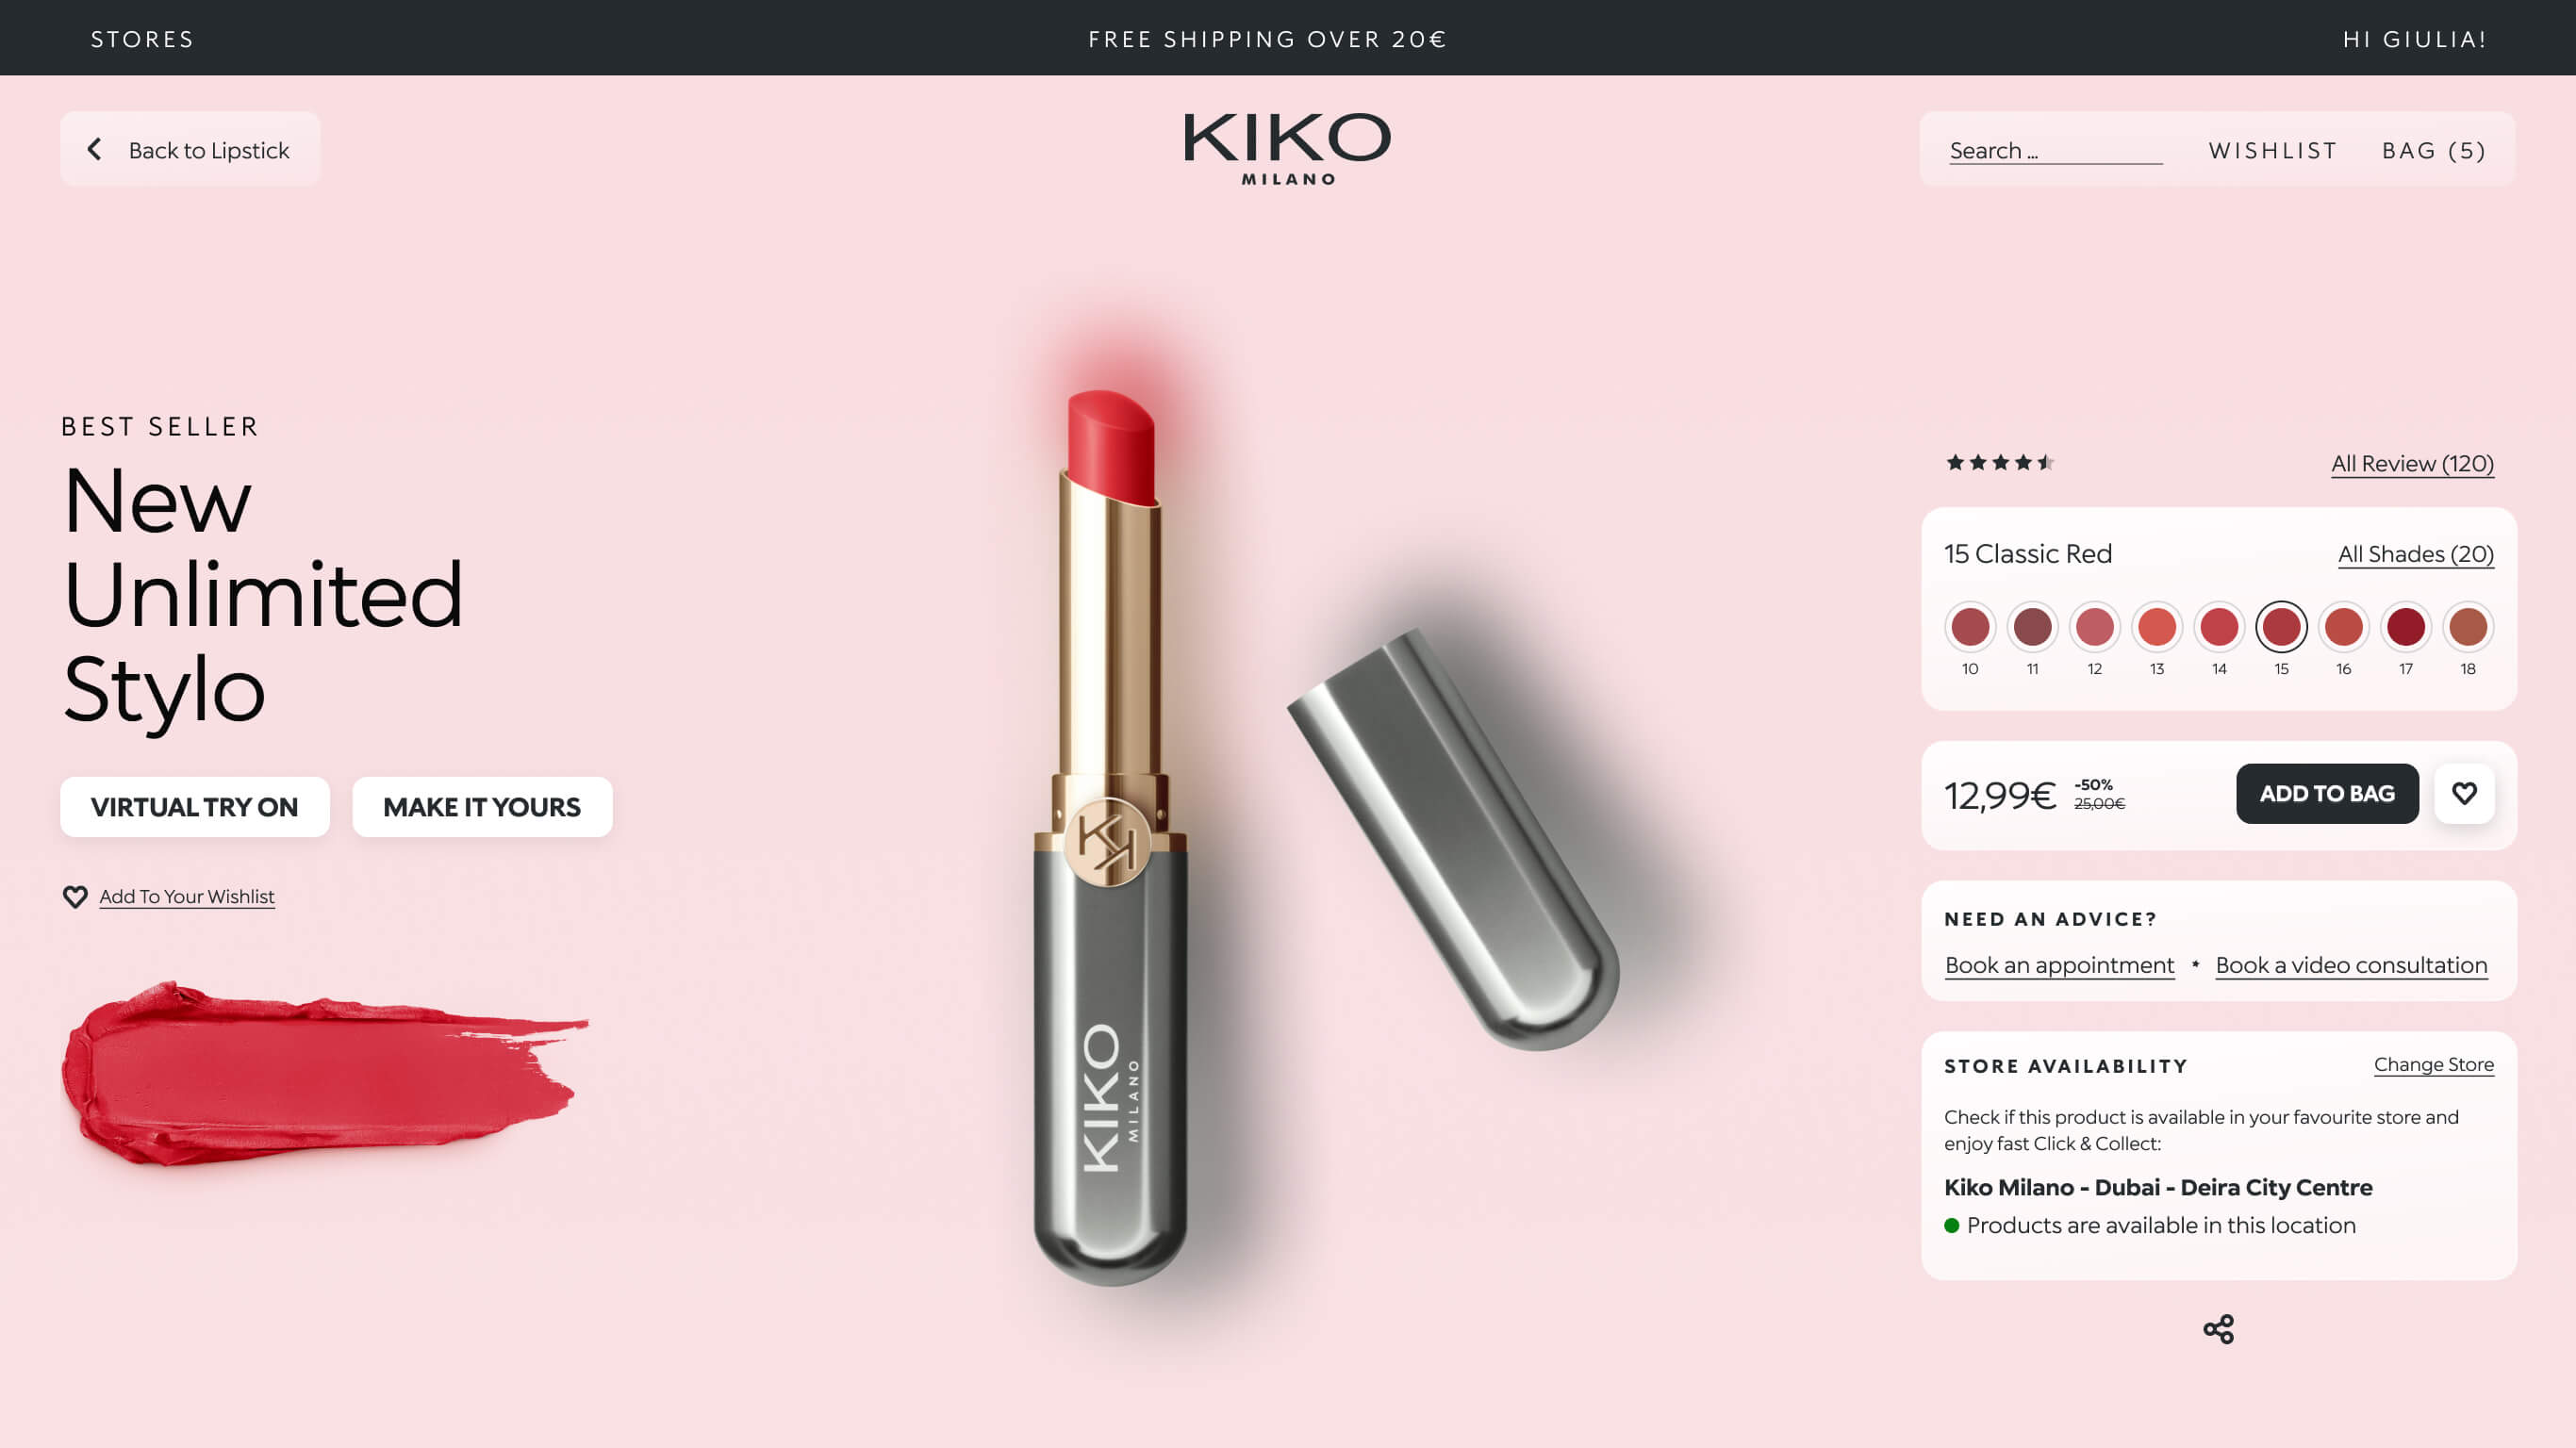 STORES
FREE SHIPPING OVER 20€
HI GIULIA!
Back to Lipstick
KIKO
MILANO
Search ...
WISHLIST
BAG (5)
BEST SELLER
New
Unlimited
Stylo
VIRTUAL TRY ON
MAKE IT YOURS
Add To Your Wishlist
KIKO
MILANO
All Review (120)
15 Classic Red
All Shades (20)
10 11 12 13 14 15 16 17 18
12,99€
-50%
25,00€
ADD TO BAG
NEED AN ADVICE?
Book an appointment * Book a video consultation
STORE AVAILABILITY
Change Store
Check if this product is available in your favourite store and
enjoy fast Click & Collect:
Kiko Milano - Dubai - Deira City Centre
Products are available in this location